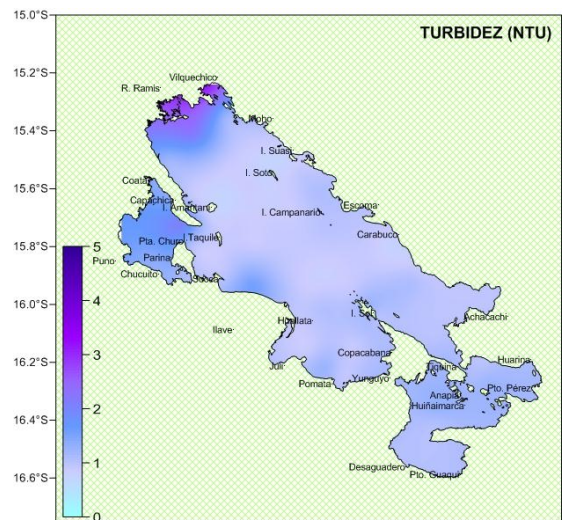 15.0°S
TURBIDEZ (NTU)
15.2°S
Vilquechico
R. Ramis
15.4°S
Moho
I. Suasi
I. Soto
15.6°S
Coata
Capachica
I. Amantani
I. Campanario
Escoma
15.8°S
Pta. Churo
I. Taquile
Carabuco
5
Puno
Parina
Chucuito
4
16.0°S
I. Sol
Achacachi
3
Ilave
Huallata
16.2°S
Copacabana
Tiquina
Huarina
Juli
Pomata
Yunguyo
2
Anapia
Pto. Pérez
16.4°S
Huiñaimarca
1
Desaguadero
Pto. Guaqui
16.6°S
0